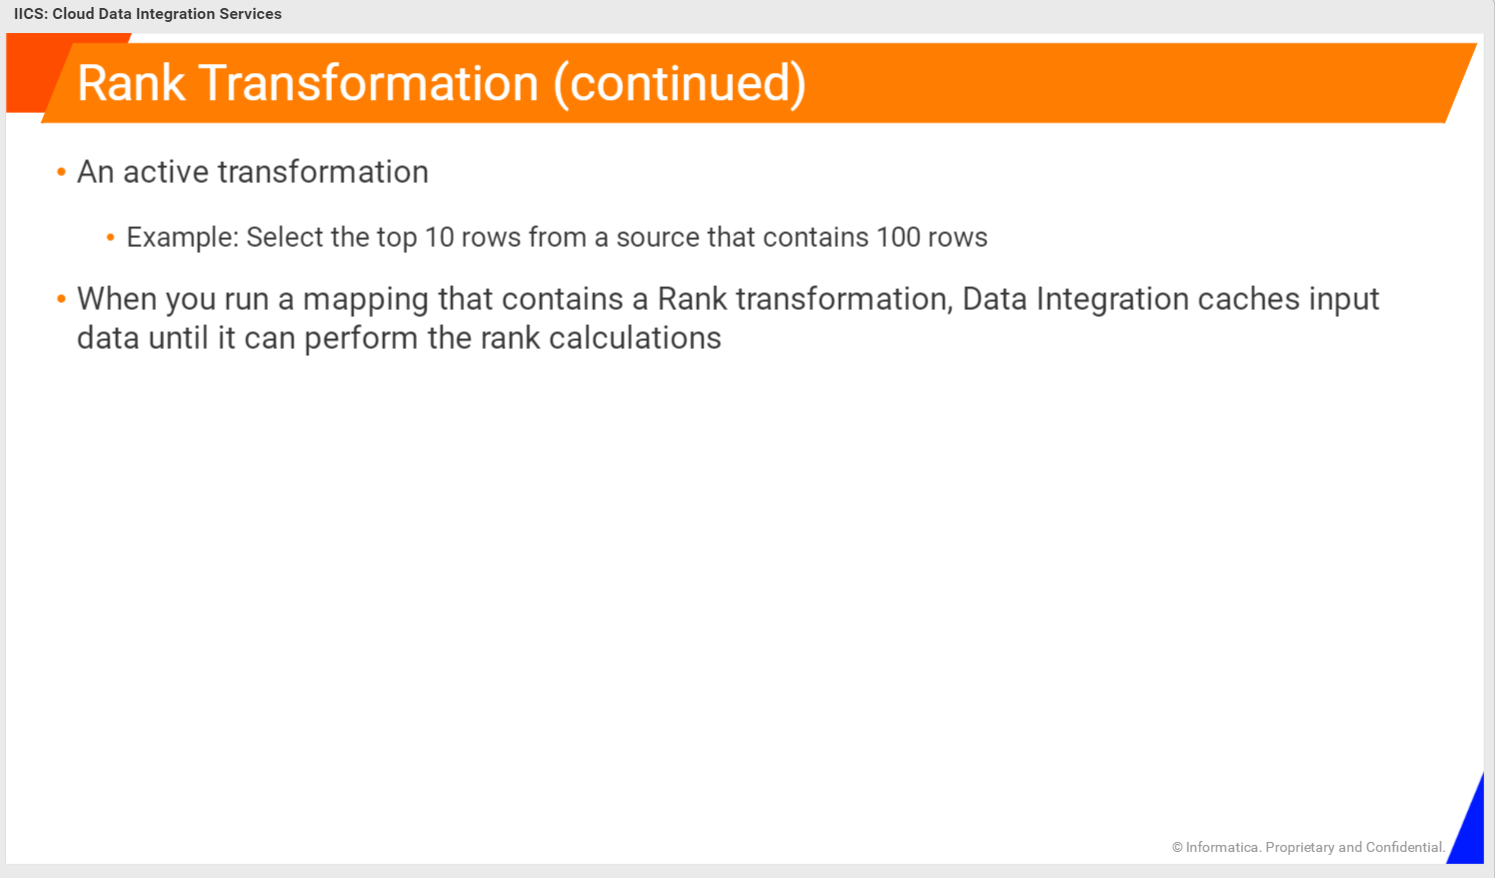 IICS: Cloud Data Integration Services
Rank Transformation (continued)
• An active transformation
• Example: Select the top 10 rows from a source that contains 100 rows
• When you run a mapping that contains a Rank transformation, Data Integration caches input
data until it can perform the rank calculations
© Informatica. Proprietary and Confidential.